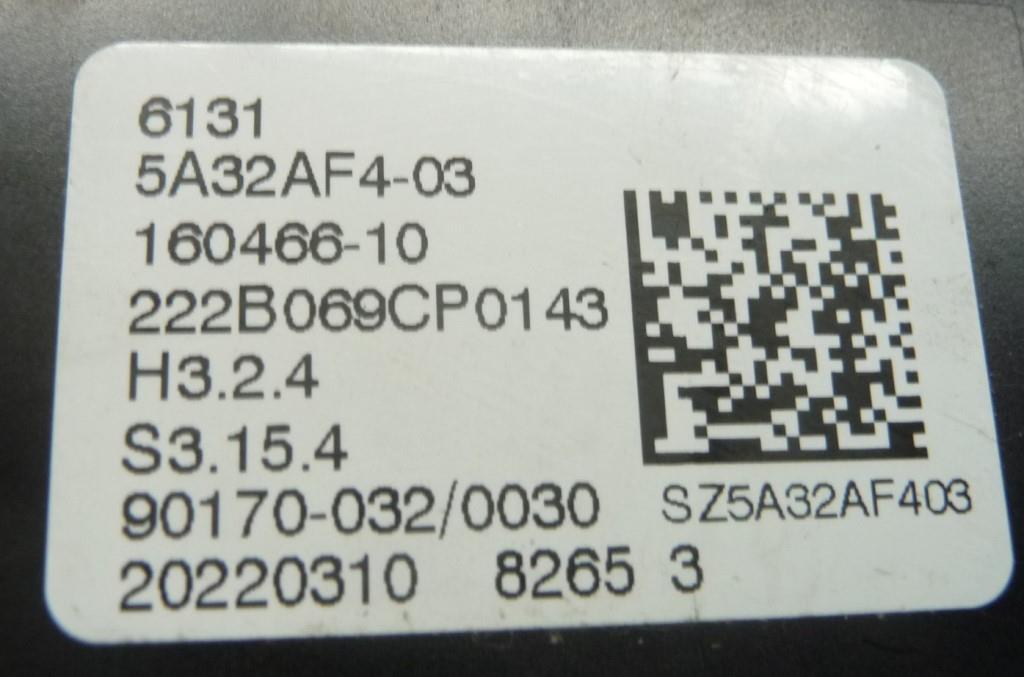 6131
5A32AF4-03
160466-10
222B069CP0143
H3.2.4
S3.15.4
90170-032/0030
SZ5A32AF403
20220310 8265 3